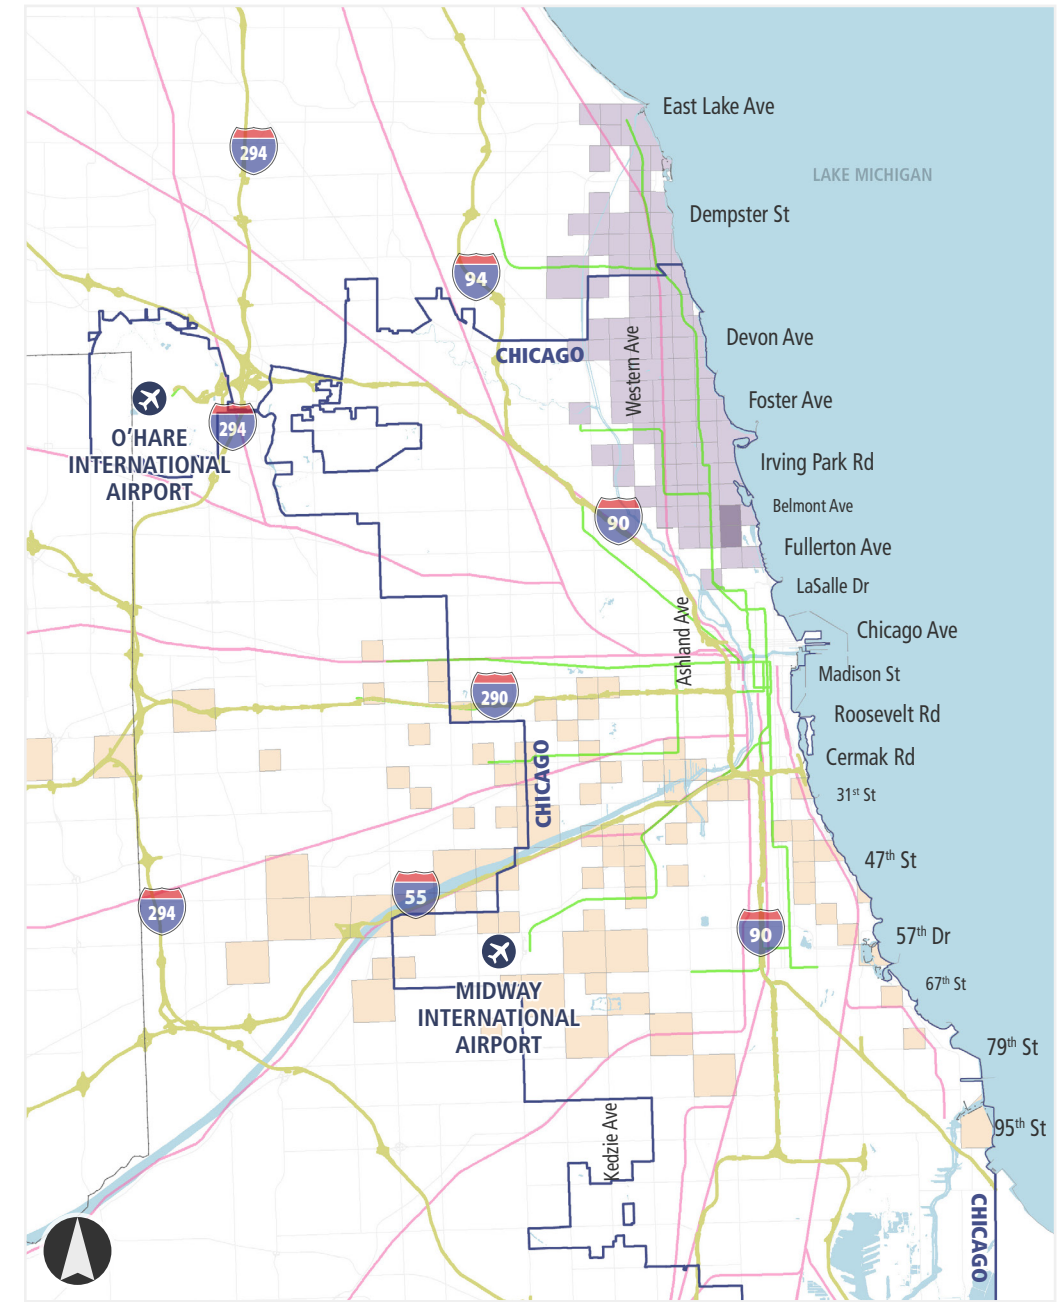 East Lake Ave
294
LAKE MICHIGAN
Dempster St
94
Devon Ave
CHICAGO
Western Ave
Foster Ave
294
O'HARE
INTERNATIONAL
AIRPORT
Irving Park Rd
Belmont Ave
90
Fullerton Ave
LaSalle Dr
Chicago Ave
Ashland Ave
Madison St
290
Roosevelt Rd
Cermak Rd
CHICAGO
31st St
47th St
55
294
90
57th Dr
67th St
MIDWAY
INTERNATIONAL
AIRPORT
79th St
95th St
Kedzie Ave
CHICAGO